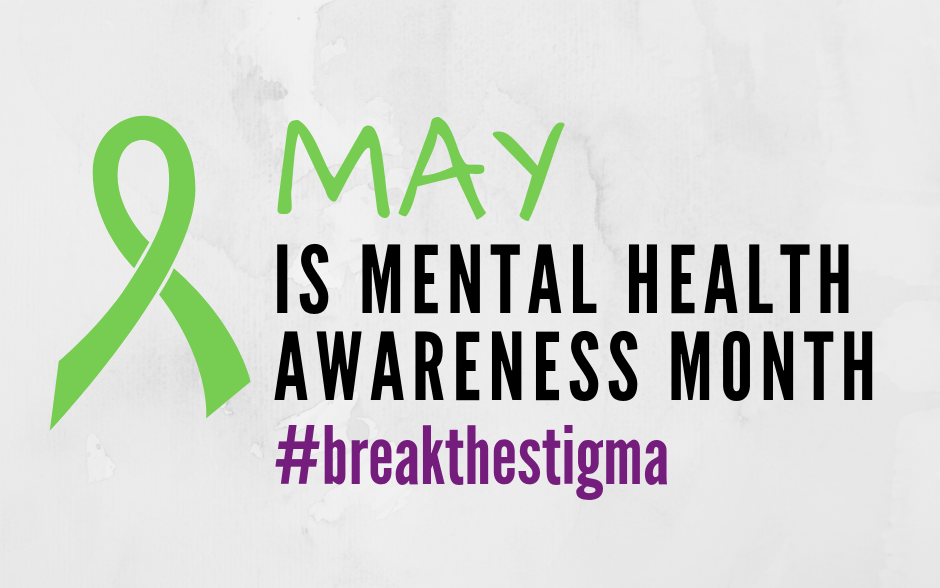 MAY
IS MENTAL HEALTH
AWARENESS MONTH
#breakthestigma